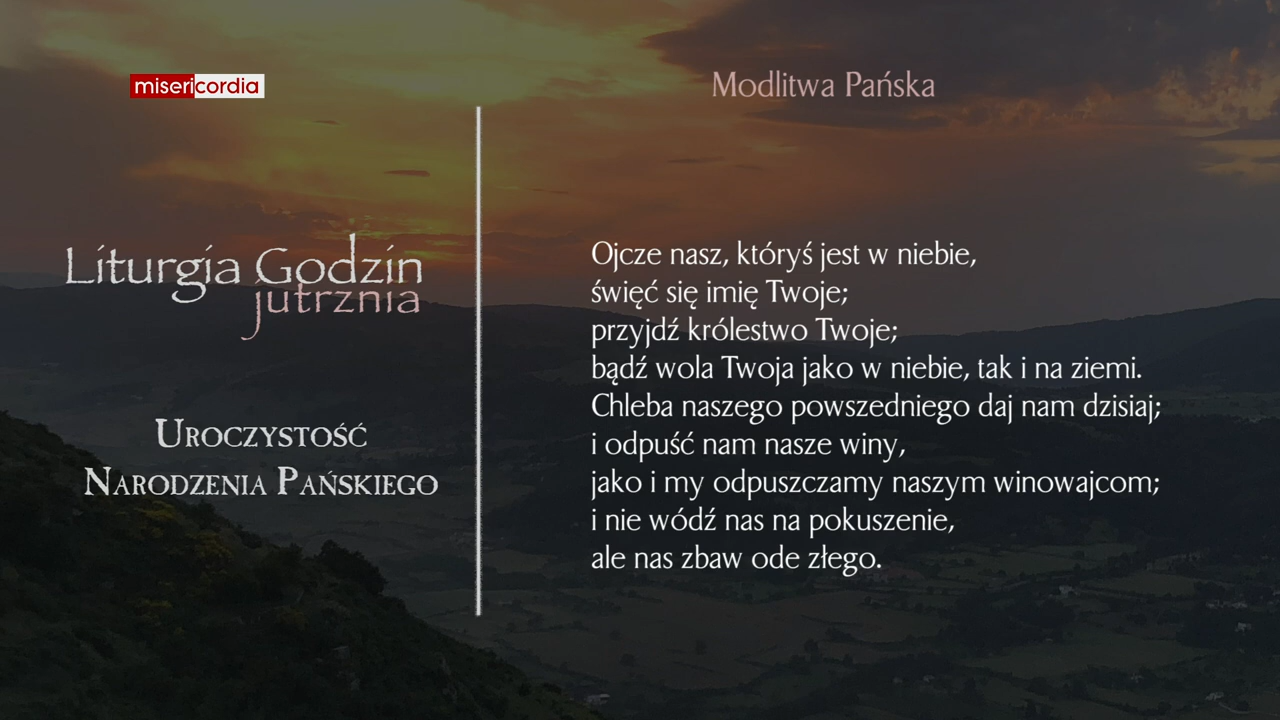 misericordia
Liturgia Godzin
jutrznia
Uroczystość
Narodzenia Pańskiego
Modlitwa Pańska
Ojcze nasz, któryś jest w niebie,
święć się imię Twoje;
przyjdź królestwo Twoje;
bądź wola Twoja jako w niebie, tak i na ziemi.
Chleba naszego powszedniego daj nam dzisiaj;
i odpuść nam nasze winy,
jako i my odpuszczamy naszym winowajcom;
i nie wódź nas na pokuszenie,
ale nas zbaw ode złego.